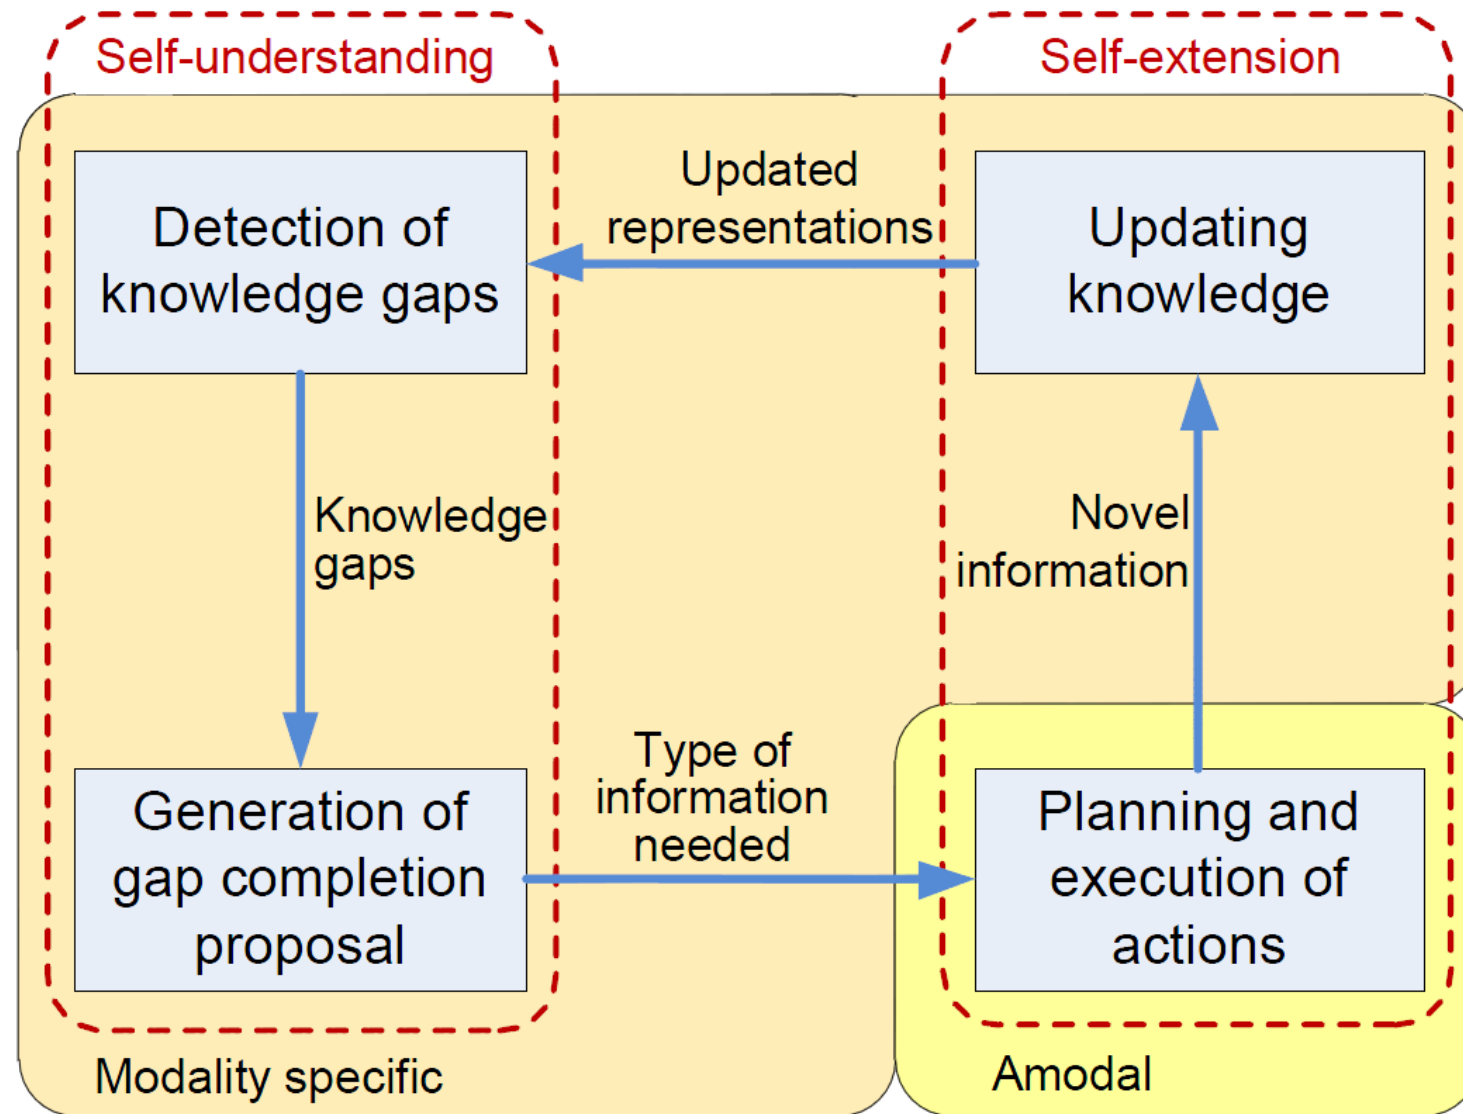 Self-understanding
Self-extension
Detection of
knowledge gaps
Updated
representations
Updating
knowledge
Knowledge
gaps
Novel
information
Generation of
gap completion
proposal
Type of
information
needed
Planning and
execution of
actions
Modality specific
Amodal